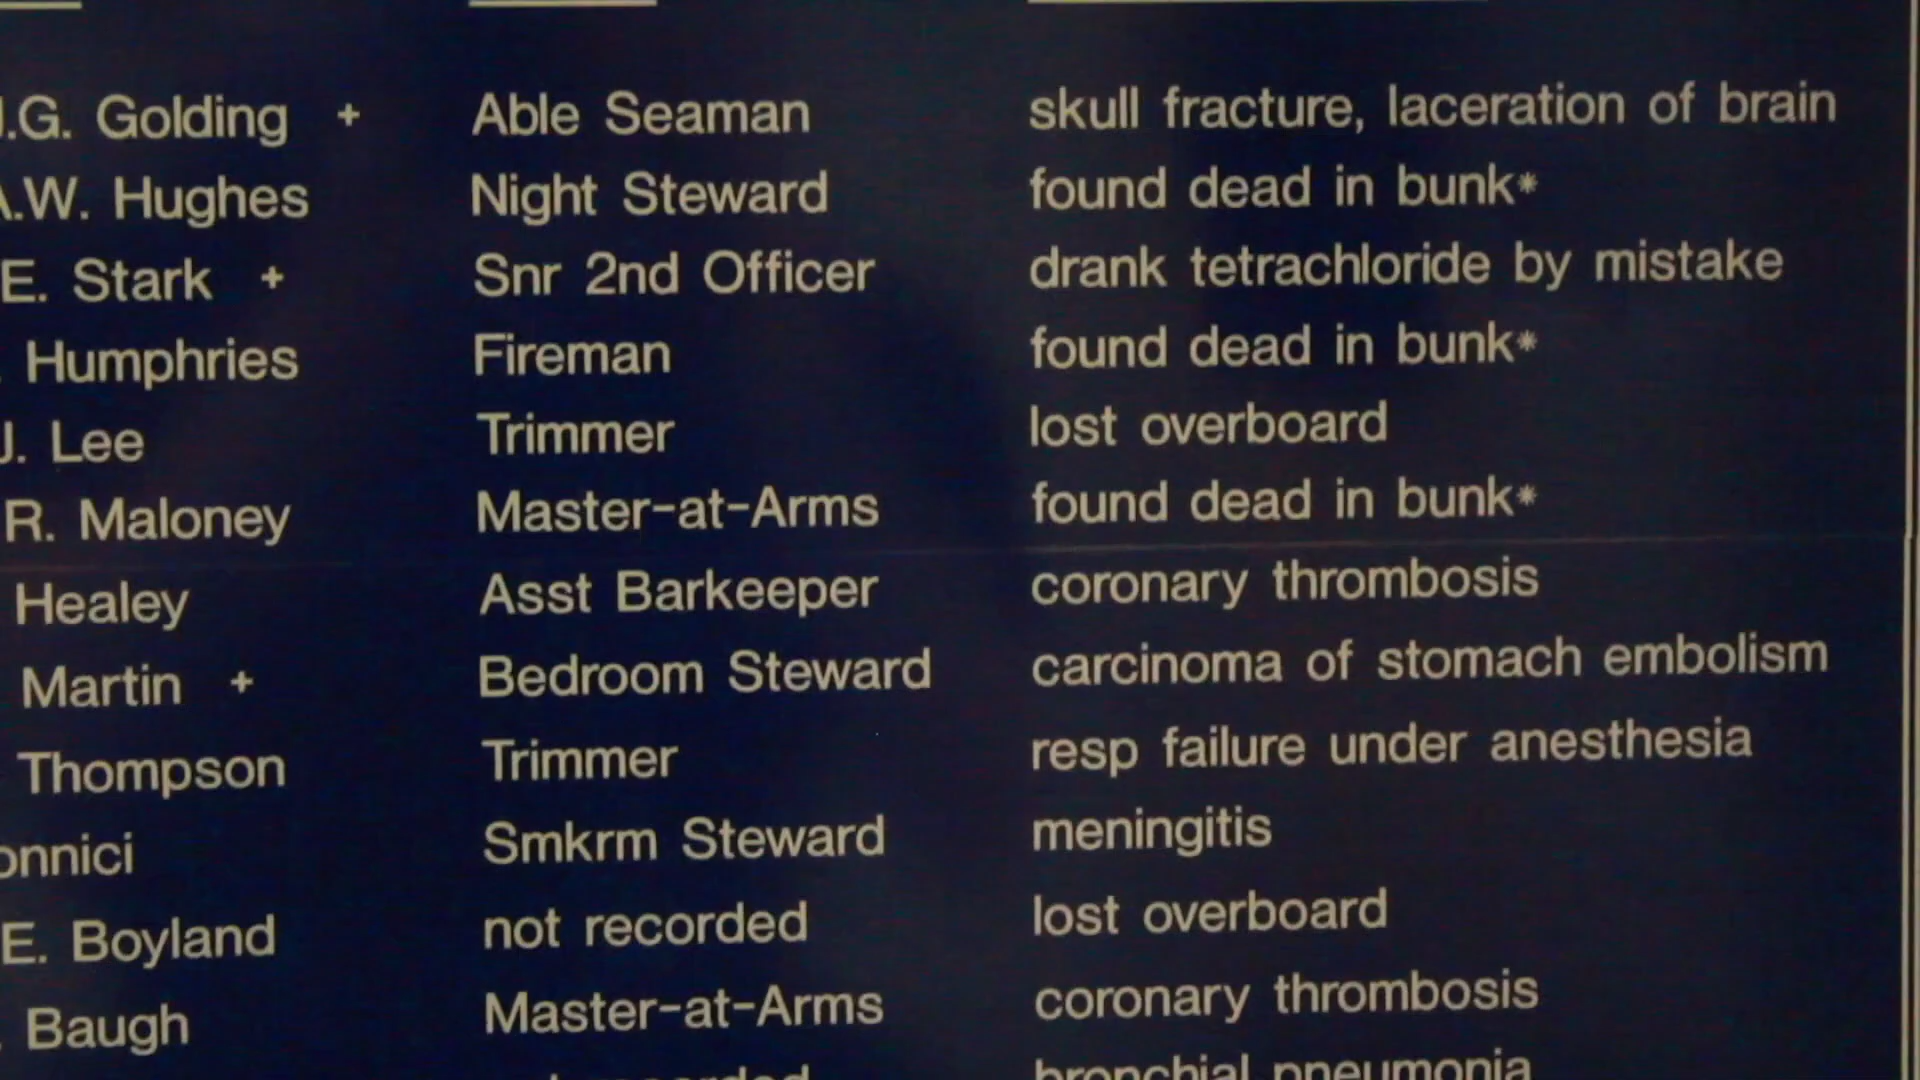 J.G. Golding + Able Seaman skull fracture, laceration of brain
A.W. Hughes Night Steward found dead in bunk*
E. Stark + Snr 2nd Officer drank tetrachloride by mistake
Humphries Fireman found dead in bunk*
J. Lee Trimmer lost overboard
R. Maloney Master-at-Arms found dead in bunk*
Healey Asst Barkeeper coronary thrombosis
Martin + Bedroom Steward carcinoma of stomach embolism
Thompson Trimmer resp failure under anesthesia
onnici Smkrm Steward meningitis
E. Boyland not recorded lost overboard
Baugh Master-at-Arms coronary thrombosis
bronchial pneumonia